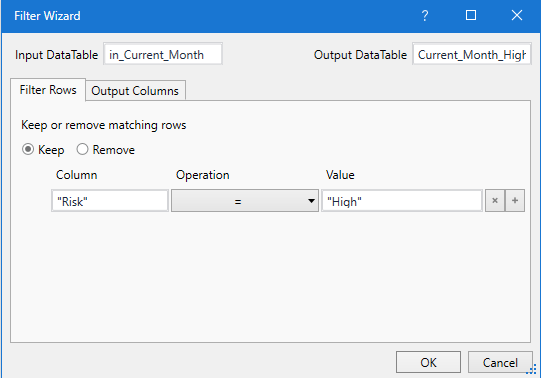 Filter Wizard
Input DataTable in_Current_Month Output DataTable Current_Month_High
Filter Rows Output Columns
Keep or remove matching rows
Keep Remove
Column Operation Value
"Risk" = "High"
OK Cancel